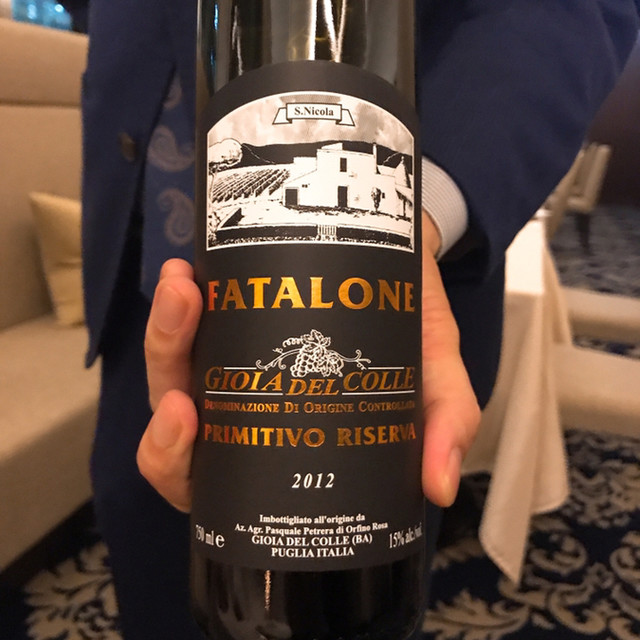 S.Nicola
FATALONE
GIOIA DEL COLLE
DENOMINAZIONE DI ORIGINE CONTROLLATA
PRIMITIVO RISERVA
2012
Imbottigliato all'origine da
Az. Agr. Pasquale Petrera di Orfino Rosa
750 ml e GIOIA DEL COLLE (BA) 15% alc./vol.
PUGLIA ITALIA